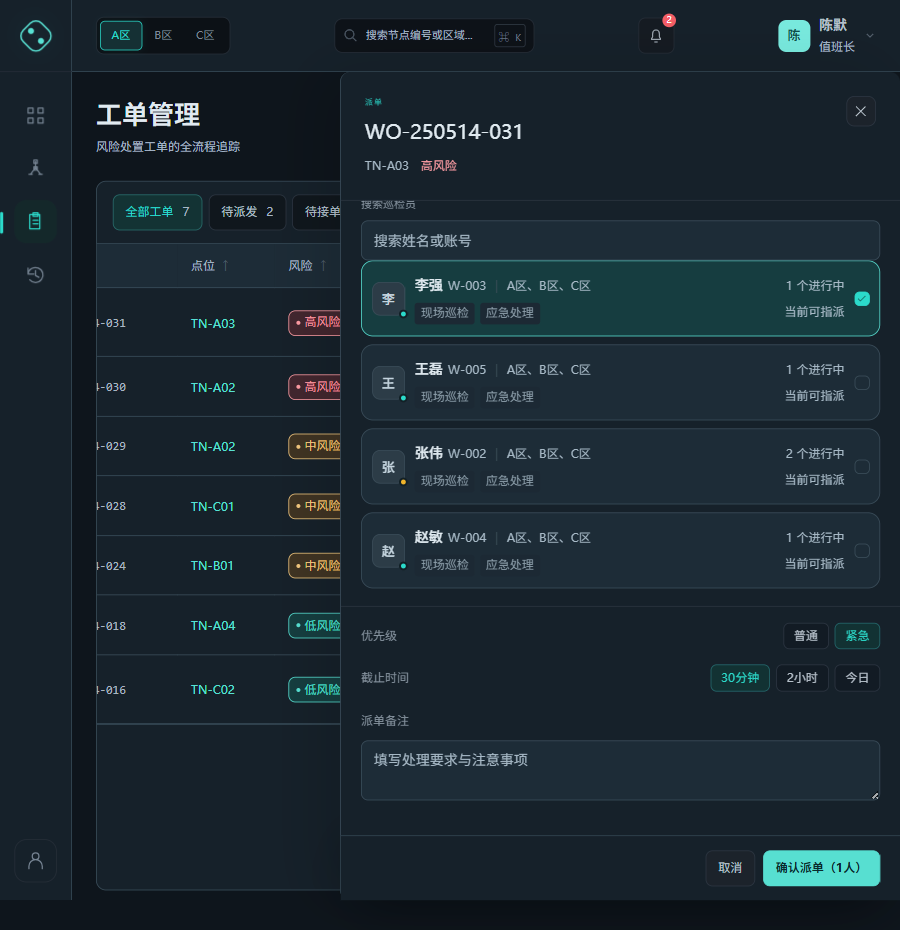 A区 B区 C区
搜索节点编号或区域... ⌘ K
2
陈
陈默
值班长
工单管理
风险处置工单的全流程追踪
全部工单 7
待派发 2
待接单
点位 ↑ 风险 ↑
-031 TN-A03 高风险
-030 TN-A02 高风险
-029 TN-A02 中风险
-028 TN-C01 中风险
-024 TN-B01 中风险
-018 TN-A04 低风险
-016 TN-C02 低风险
派单
WO-250514-031
TN-A03 高风险
搜索巡检员
搜索姓名或账号
李 李强 W-003 A区、B区、C区 1 个进行中
现场巡检 应急处理 当前可指派
王 王磊 W-005 A区、B区、C区 1 个进行中
现场巡检 应急处理 当前可指派
张 张伟 W-002 A区、B区、C区 2 个进行中
现场巡检 应急处理 当前可指派
赵 赵敏 W-004 A区、B区、C区 1 个进行中
现场巡检 应急处理 当前可指派
优先级 普通 紧急
截止时间 30分钟 2小时 今日
派单备注
填写处理要求与注意事项
取消 确认派单（1人）